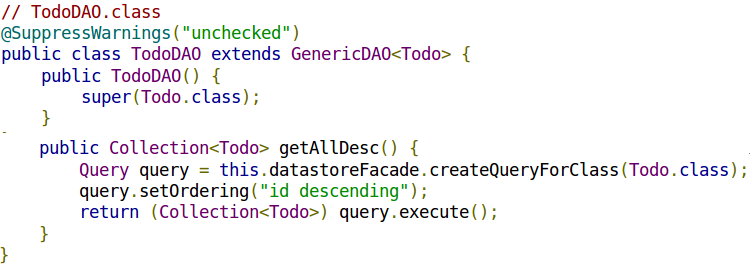 // TodoDAO.class
@SuppressWarnings("unchecked")
public class TodoDAO extends GenericDAO<Todo> {
    public TodoDAO() {
        super(Todo.class);
    }
    public Collection<Todo> getAllDesc() {
        Query query = this.datastoreFacade.createQueryForClass(Todo.class);
        query.setOrdering("id descending");
        return (Collection<Todo>) query.execute();
    }
}